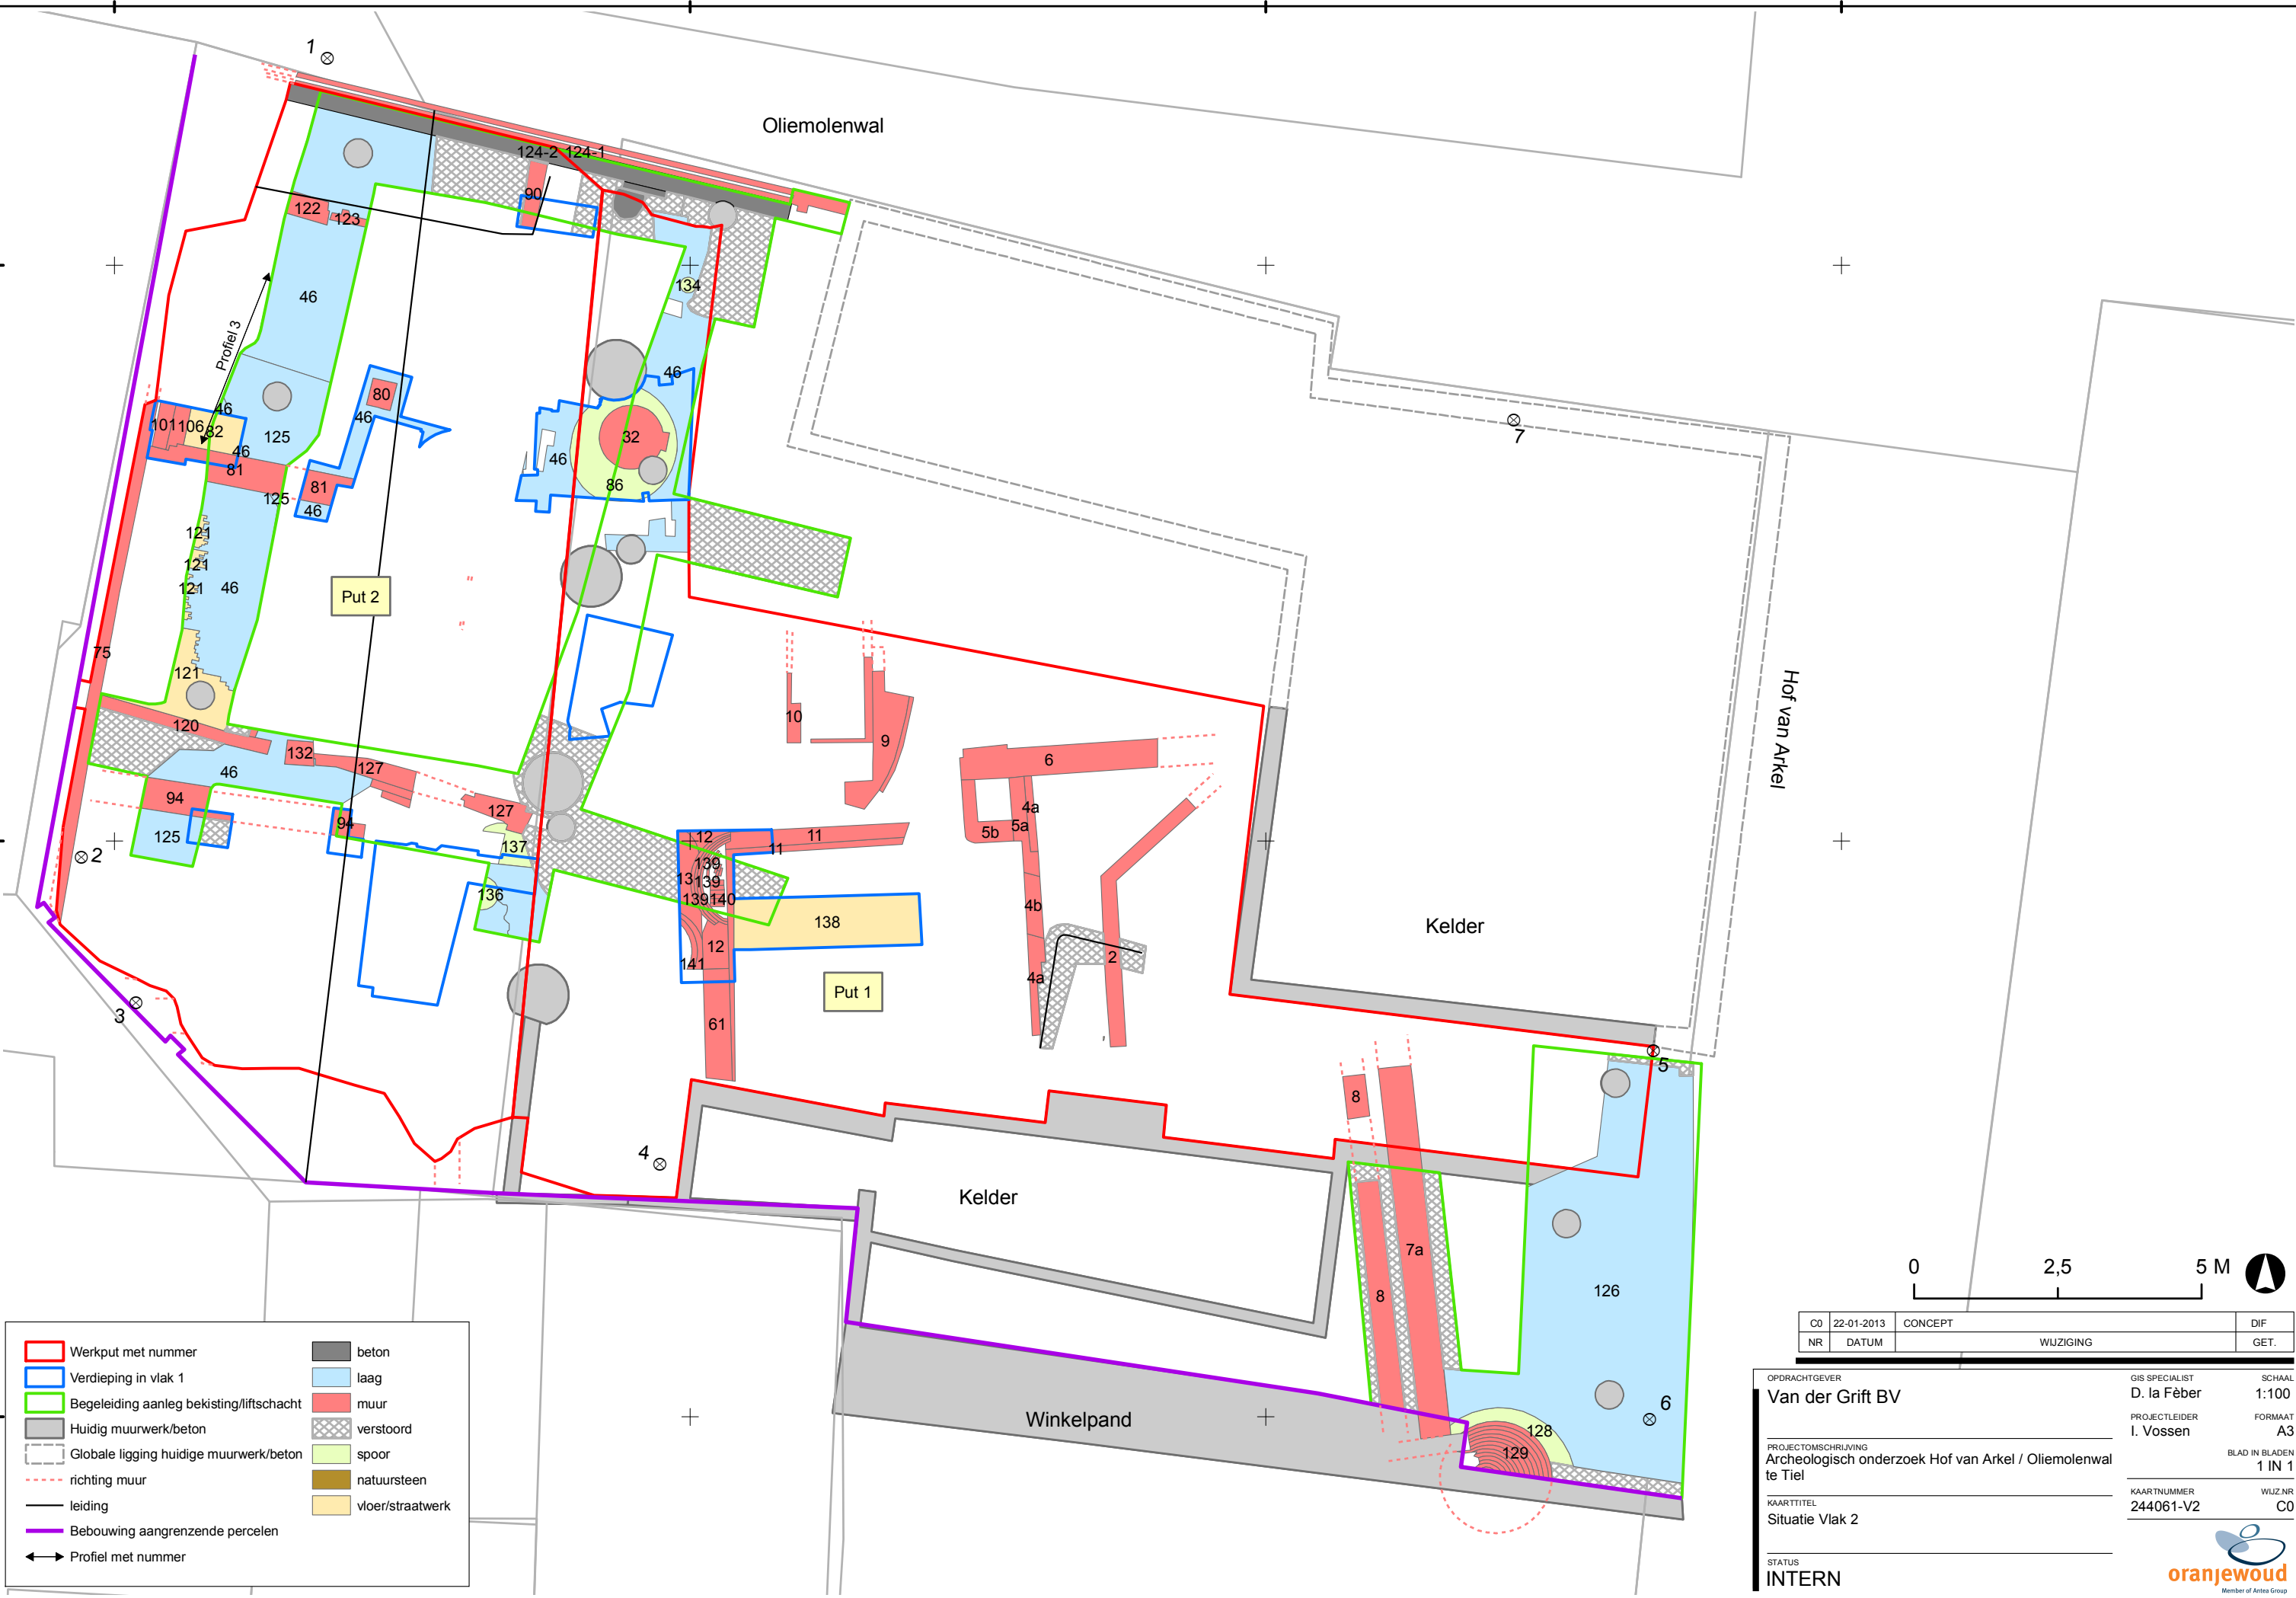 1
Oliemolenwal
124-2 124-1
90
122
123
134
46
Profiel 3
46
7
80
46
46
101 106 82
125
32
46
46
81
81
86
125
46
121
121
121
46
Put 2
75
121
10
Hof van Arkel
120
9
132
6
127
46
94
127
4a
5b
5a
94
12
11
125
137
11
2
139
13
139
136
139
140
4b
138
Kelder
12
2
141
4a
Put 1
3
61
5
8
4
Kelder
7a
126
8
6
Winkelpand
128
129
0 2,5 5 M
Werkput met nummer
Verdieping in vlak 1
Begeleiding aanleg bekisting/liftschacht
Huidig muurwerk/beton
Globale ligging huidige muurwerk/beton
richting muur
leiding
Bebouwing aangrenzende percelen
Profiel met nummer
beton
laag
muur
verstoord
spoor
natuursteen
vloer/straatwerk
C0 22-01-2013 CONCEPT DIF
NR DATUM WIJZIGING GET.
OPDRACHTGEVER
Van der Grift BV
GIS SPECIALIST
D. la Fèber
SCHAAL
1:100
PROJECTLEIDER
I. Vossen
FORMAAT
A3
PROJECTOMSCHRIJVING
Archeologisch onderzoek Hof van Arkel / Oliemolenwal
te Tiel
BLAD IN BLADEN
1 IN 1
KAARTTITEL
Situatie Vlak 2
KAARTNUMMER
244061-V2
WIJZ.NR
C0
STATUS
INTERN
oranjewoud
Member of Antea Group